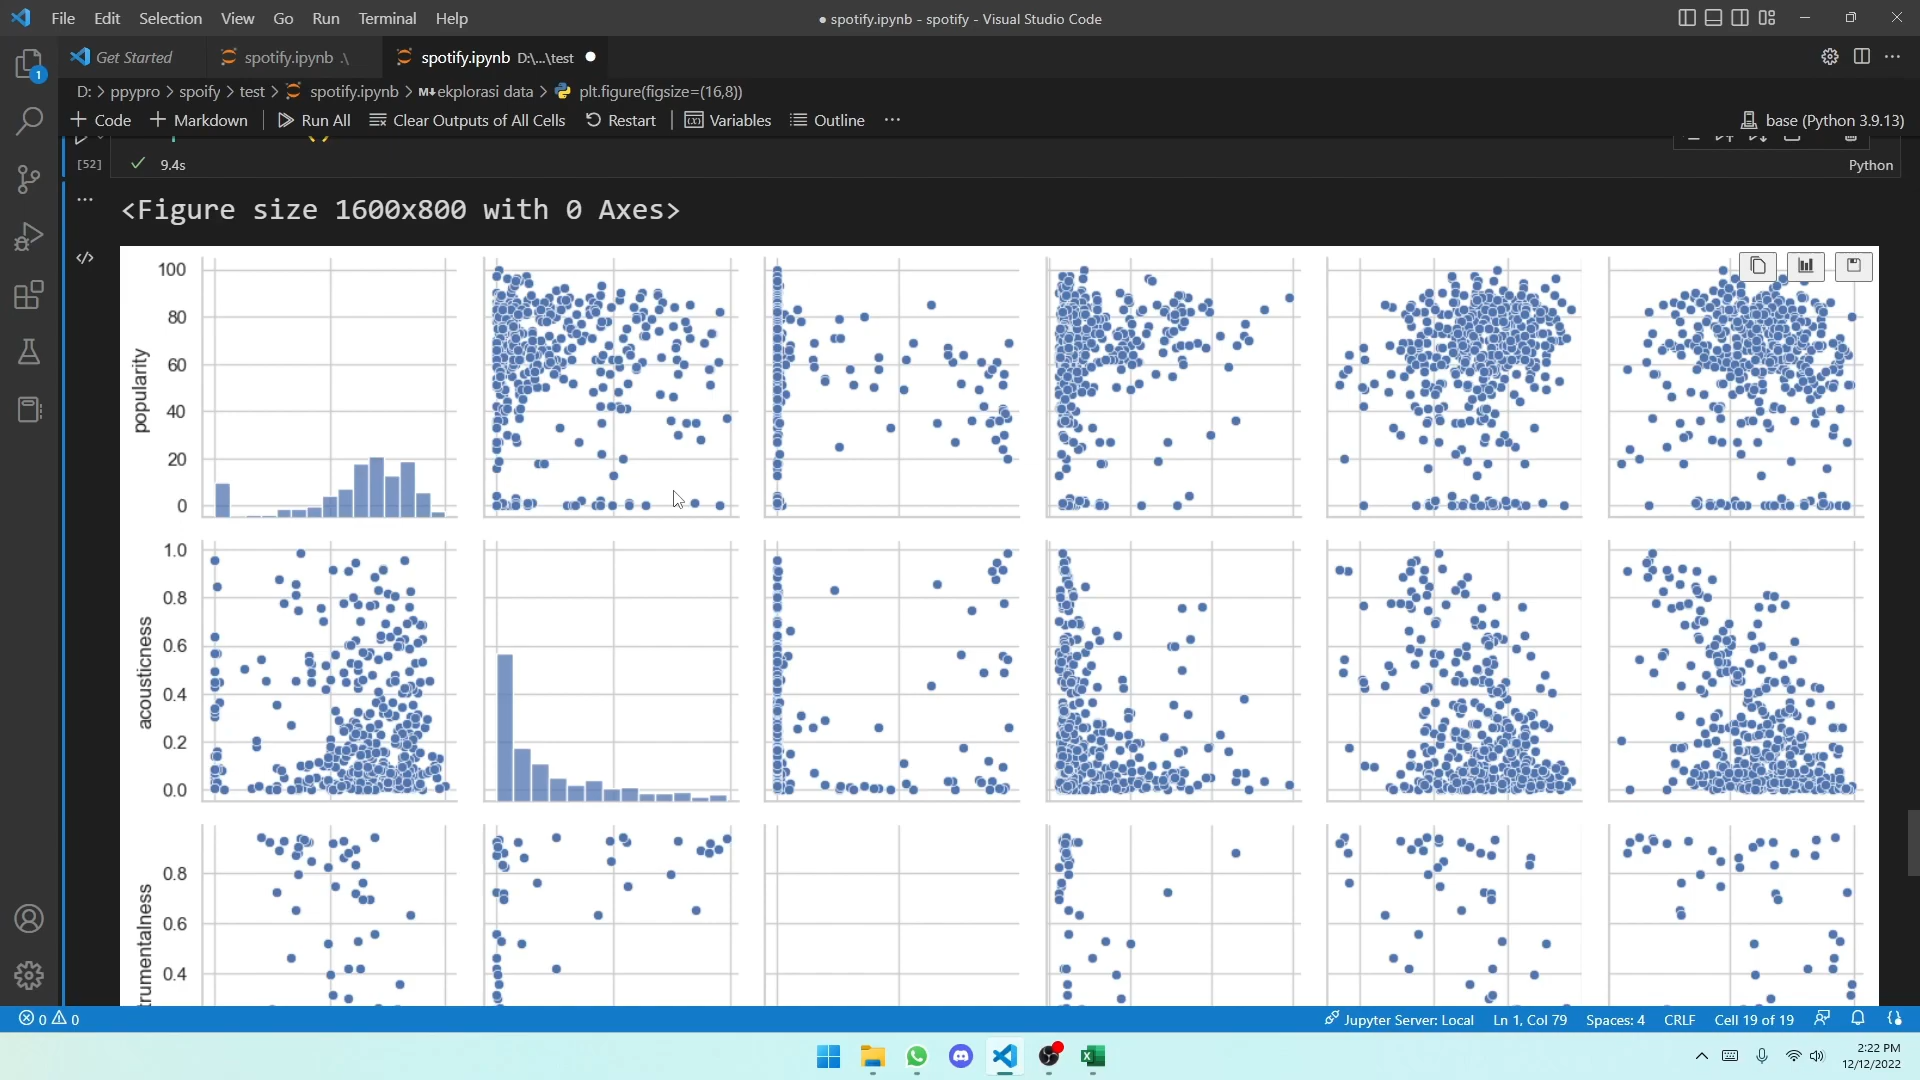 File Edit Selection View Go Run Terminal Help
● spotify.ipynb - spotify - Visual Studio Code
Get Started
spotify.ipynb .\
spotify.ipynb D:\...\test ●
D: > ppypro > spoify > test > spotify.ipynb > M↓ekplorasi data > plt.figure(figsize=(16,8))
+ Code + Markdown Run All Clear Outputs of All Cells Restart Variables Outline ...
base (Python 3.9.13)
1
[52]
9.4s
Python
<Figure size 1600x800 with 0 Axes>
popularity
100
80
60
40
20
0
acousticness
1.0
0.8
0.6
0.4
0.2
0.0
trumentalness
0.8
0.6
0.4
0 0
Jupyter Server: Local Ln 1, Col 79 Spaces: 4 CRLF Cell 19 of 19
2:22 PM
12/12/2022